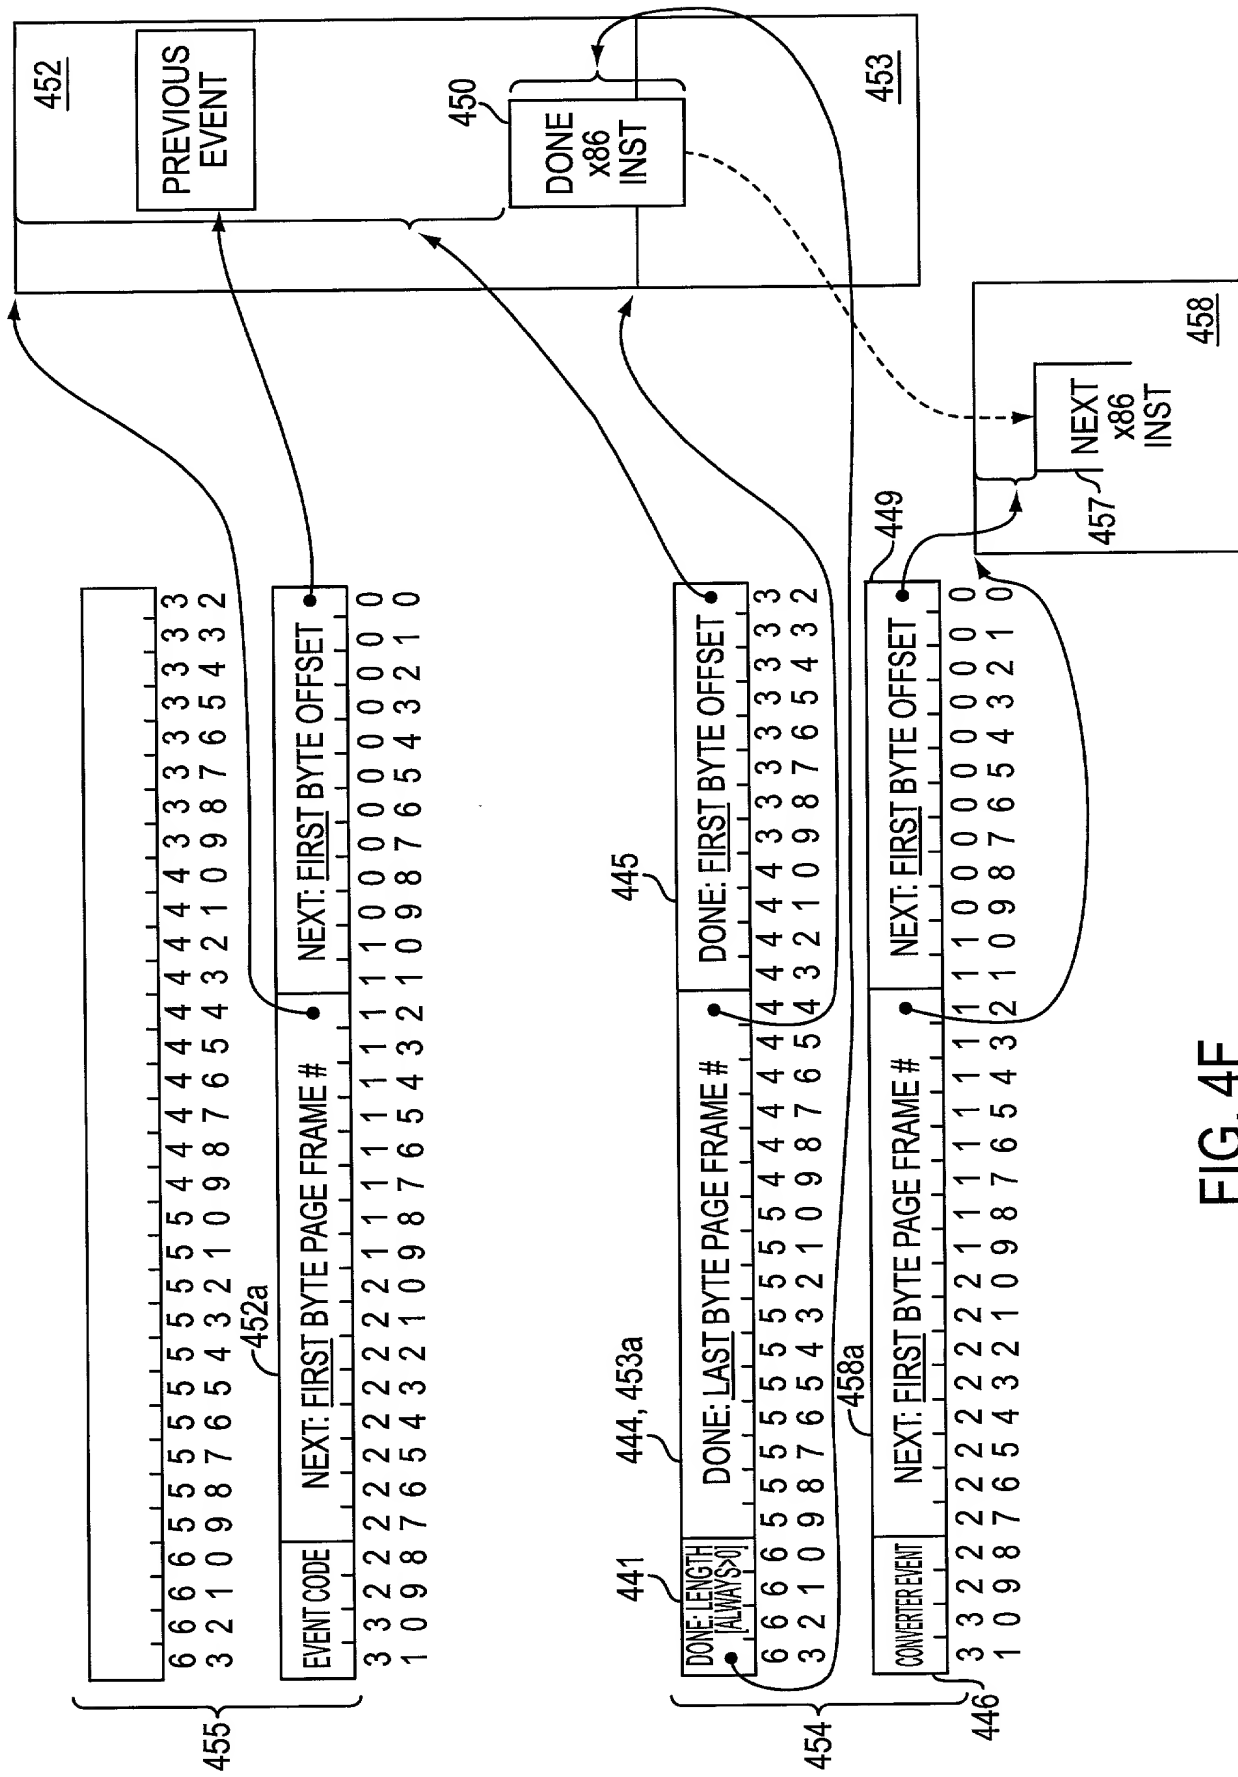 452
PREVIOUS
EVENT
6 6 6 6 5 5 5 5 5 5 5 5 5 5 4 4 4 4 4 4 4 4 4 4 3 3 3 3 3 3 3 3
3 2 1 0 9 8 7 6 5 4 3 2 1 0 9 8 7 6 5 4 3 2 1 0 9 8 7 6 5 4 3 2
455
452a
EVENT CODE
NEXT: FIRST BYTE PAGE FRAME #
NEXT: FIRST BYTE OFFSET
3 3 2 2 2 2 2 2 2 2 2 2 1 1 1 1 1 1 1 1 1 1 0 0 0 0 0 0 0 0 0 0
1 0 9 8 7 6 5 4 3 2 1 0 9 8 7 6 5 4 3 2 1 0 9 8 7 6 5 4 3 2 1 0
450
DONE
x86
INST
441
444, 453a
445
DONE: LENGTH
[ALWAYS>0]
DONE: LAST BYTE PAGE FRAME #
DONE: FIRST BYTE OFFSET
6 6 6 6 5 5 5 5 5 5 5 5 5 5 4 4 4 4 4 4 4 4 4 4 3 3 3 3 3 3 3 3
3 2 1 0 9 8 7 6 5 4 3 2 1 0 9 8 7 6 5 4 3 2 1 0 9 8 7 6 5 4 3 2
454
458a
449
453
CONVERTER EVENT
NEXT: FIRST BYTE PAGE FRAME #
NEXT: FIRST BYTE OFFSET
3 3 2 2 2 2 2 2 2 2 2 2 1 1 1 1 1 1 1 1 1 1 0 0 0 0 0 0 0 0 0 0
1 0 9 8 7 6 5 4 3 2 1 0 9 8 7 6 5 4 3 2 1 0 9 8 7 6 5 4 3 2 1 0
446
NEXT
x86
INST
457
458
FIG. 4F